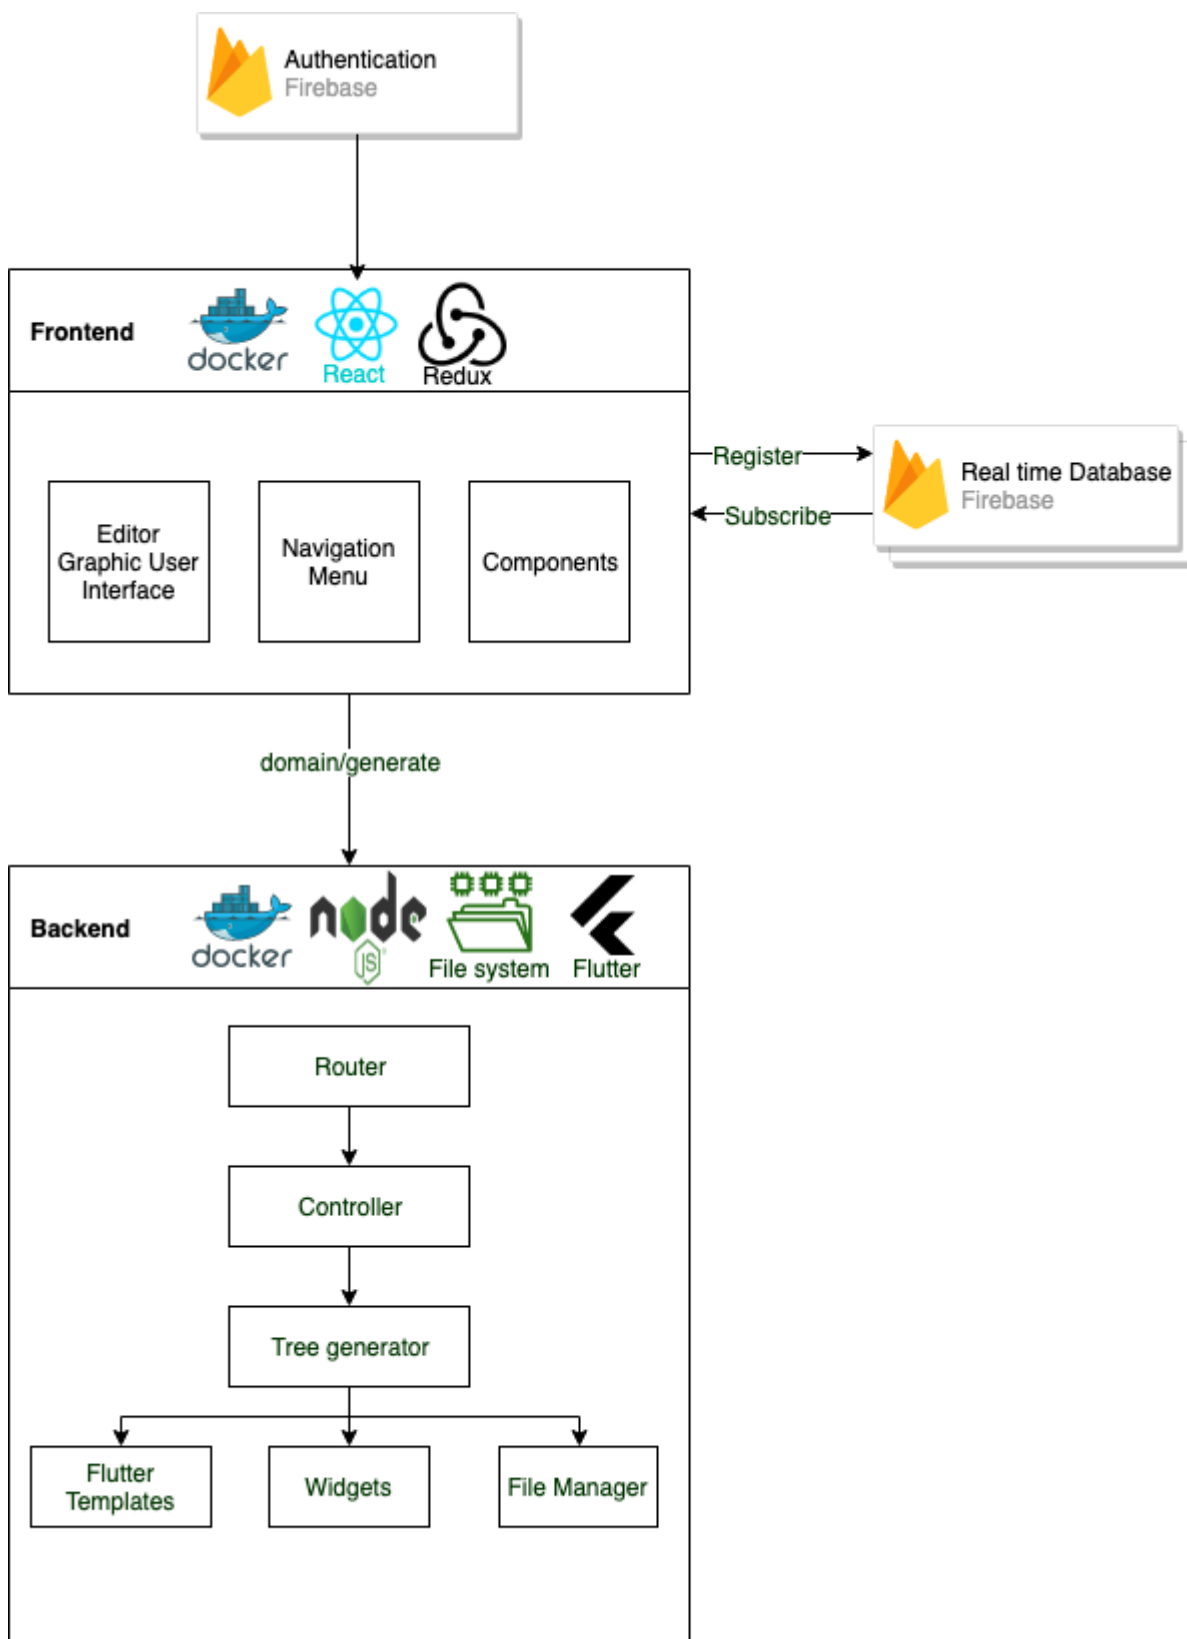 Authentication
Firebase
Frontend
docker
React
Redux
Register
Real time Database
Firebase
Subscribe
Editor
Graphic User
Interface
Navigation
Menu
Components
domain/generate
Backend
docker
node
JS
File system
Flutter
Router
Controller
Tree generator
Flutter
Templates
Widgets
File Manager